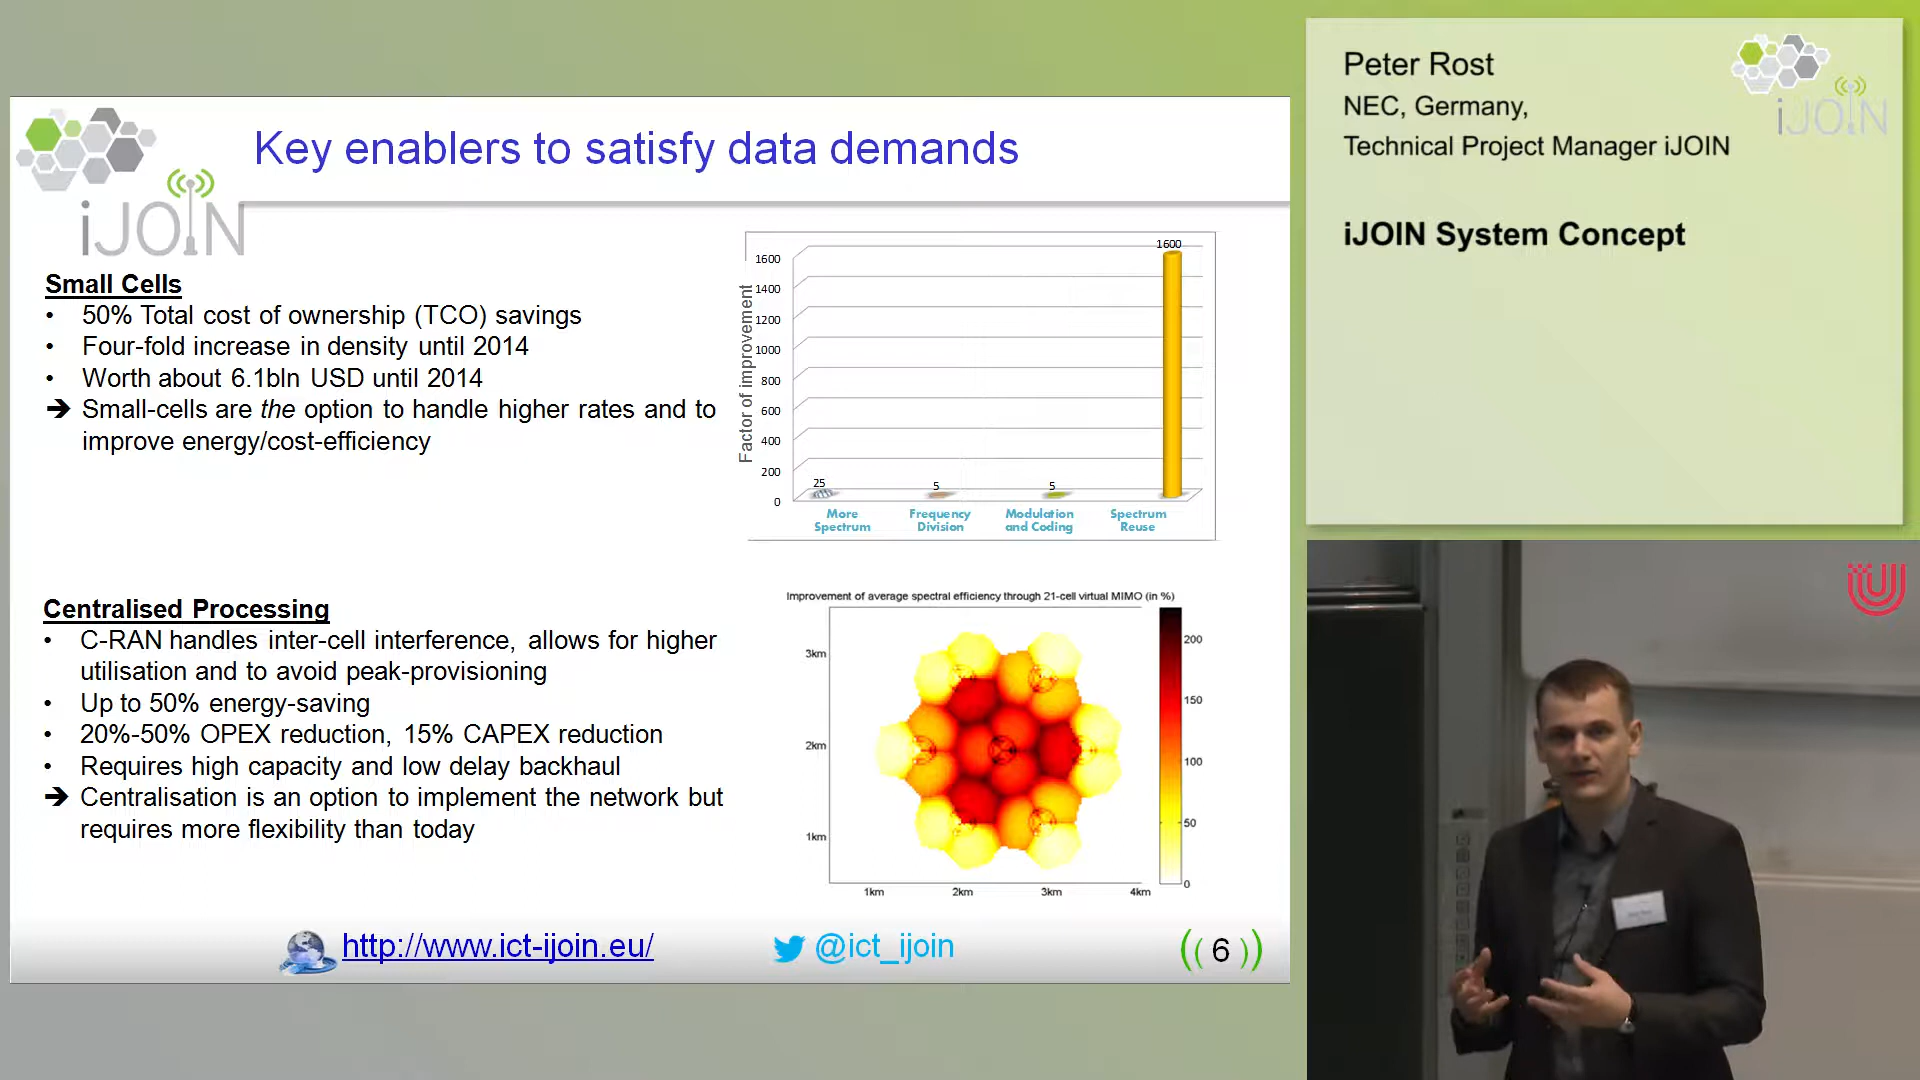 iJOIN
Key enablers to satisfy data demands
Small Cells
• 50% Total cost of ownership (TCO) savings
• Four-fold increase in density until 2014
• Worth about 6.1bln USD until 2014
➔ Small-cells are the option to handle higher rates and to
improve energy/cost-efficiency
Factor of improvement
1600
1400
1200
1000
800
600
400
200
0
25
5
5
1600
More Spectrum
Frequency Division
Modulation and Coding
Spectrum Reuse
Centralised Processing
• C-RAN handles inter-cell interference, allows for higher
utilisation and to avoid peak-provisioning
• Up to 50% energy-saving
• 20%-50% OPEX reduction, 15% CAPEX reduction
• Requires high capacity and low delay backhaul
➔ Centralisation is an option to implement the network but
requires more flexibility than today
Improvement of average spectral efficiency through 21-cell virtual MIMO (in %)
3km
2km
1km
1km 2km 3km 4km
200
150
100
50
0
http://www.ict-ijoin.eu/
@ict_ijoin
((6))
Peter Rost
NEC, Germany,
Technical Project Manager iJOIN
iJOIN
iJOIN System Concept